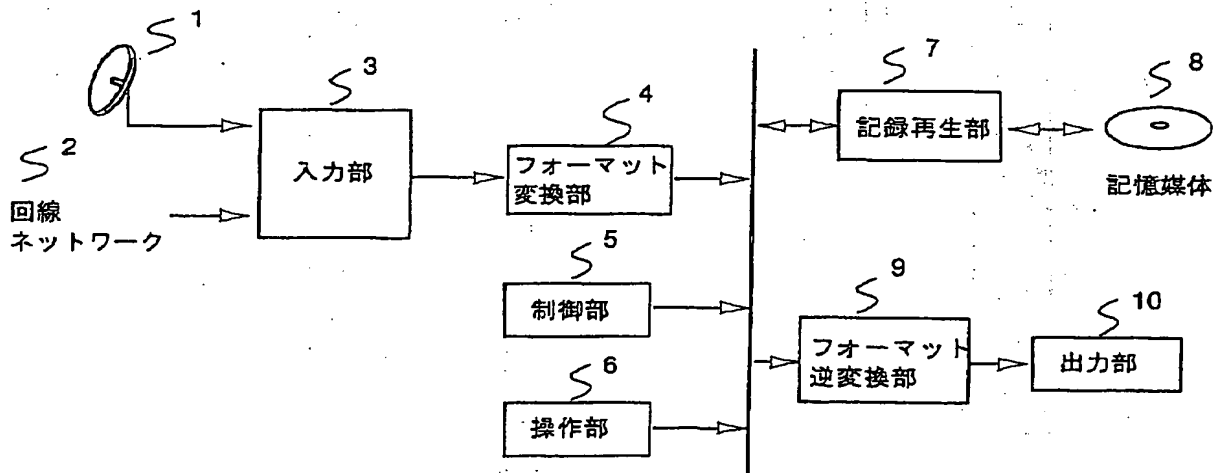 1
2
回線
ネットワーク
3
入力部
4
フォーマット
変換部
5
制御部
6
操作部
7
記録再生部
8
記憶媒体
9
フォーマット
逆変換部
10
出力部